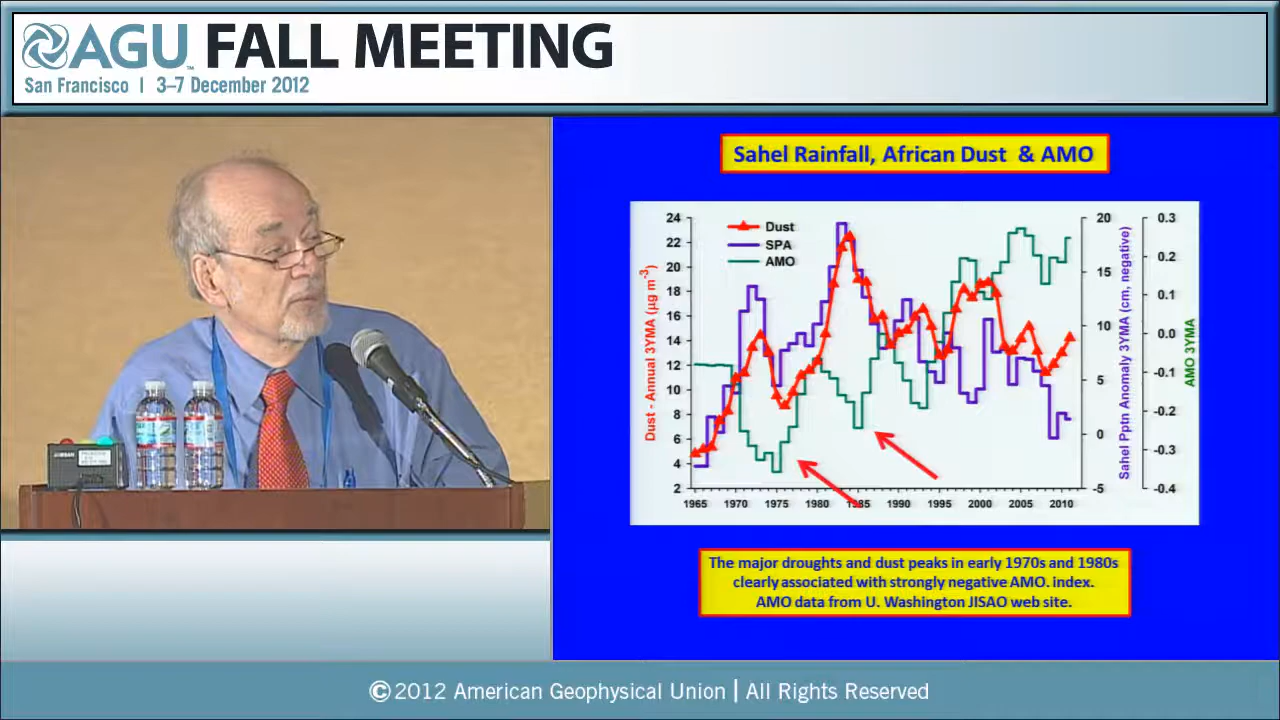 AGU FALL MEETING
San Francisco | 3–7 December 2012
Sahel Rainfall, African Dust & AMO
Dust
SPA
AMO
24
22
20
18
16
14
12
10
8
6
4
2
Dust - Annual 3YMA (µg m-3)
20
15
10
5
0
-5
Sahel Pptn Anomaly 3YMA (cm, negative)
0.3
0.2
0.1
0.0
-0.1
-0.2
-0.3
-0.4
AMO 3YMA
1965 1970 1975 1980 1985 1990 1995 2000 2005 2010
The major droughts and dust peaks in early 1970s and 1980s
clearly associated with strongly negative AMO. index.
AMO data from U. Washington JISAO web site.
©2012 American Geophysical Union | All Rights Reserved